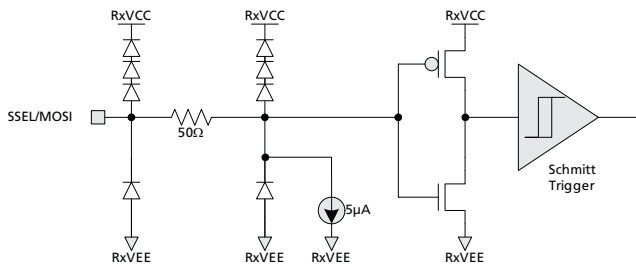 RxVCC RxVCC RxVCC
SSEL/MOSI
50Ω
5µA
Schmitt
Trigger
RxVEE RxVEE RxVEE RxVEE